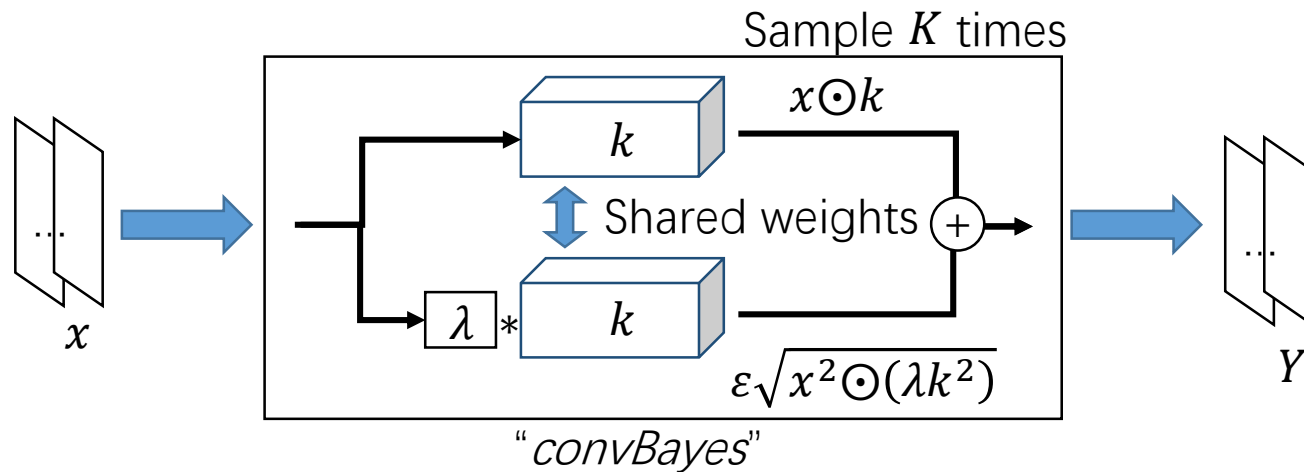 Sample K times
x⊙k
k
Shared weights
+
...
...
λ * k
x
ε√x²⊙(λk²)
Y
“convBayes”